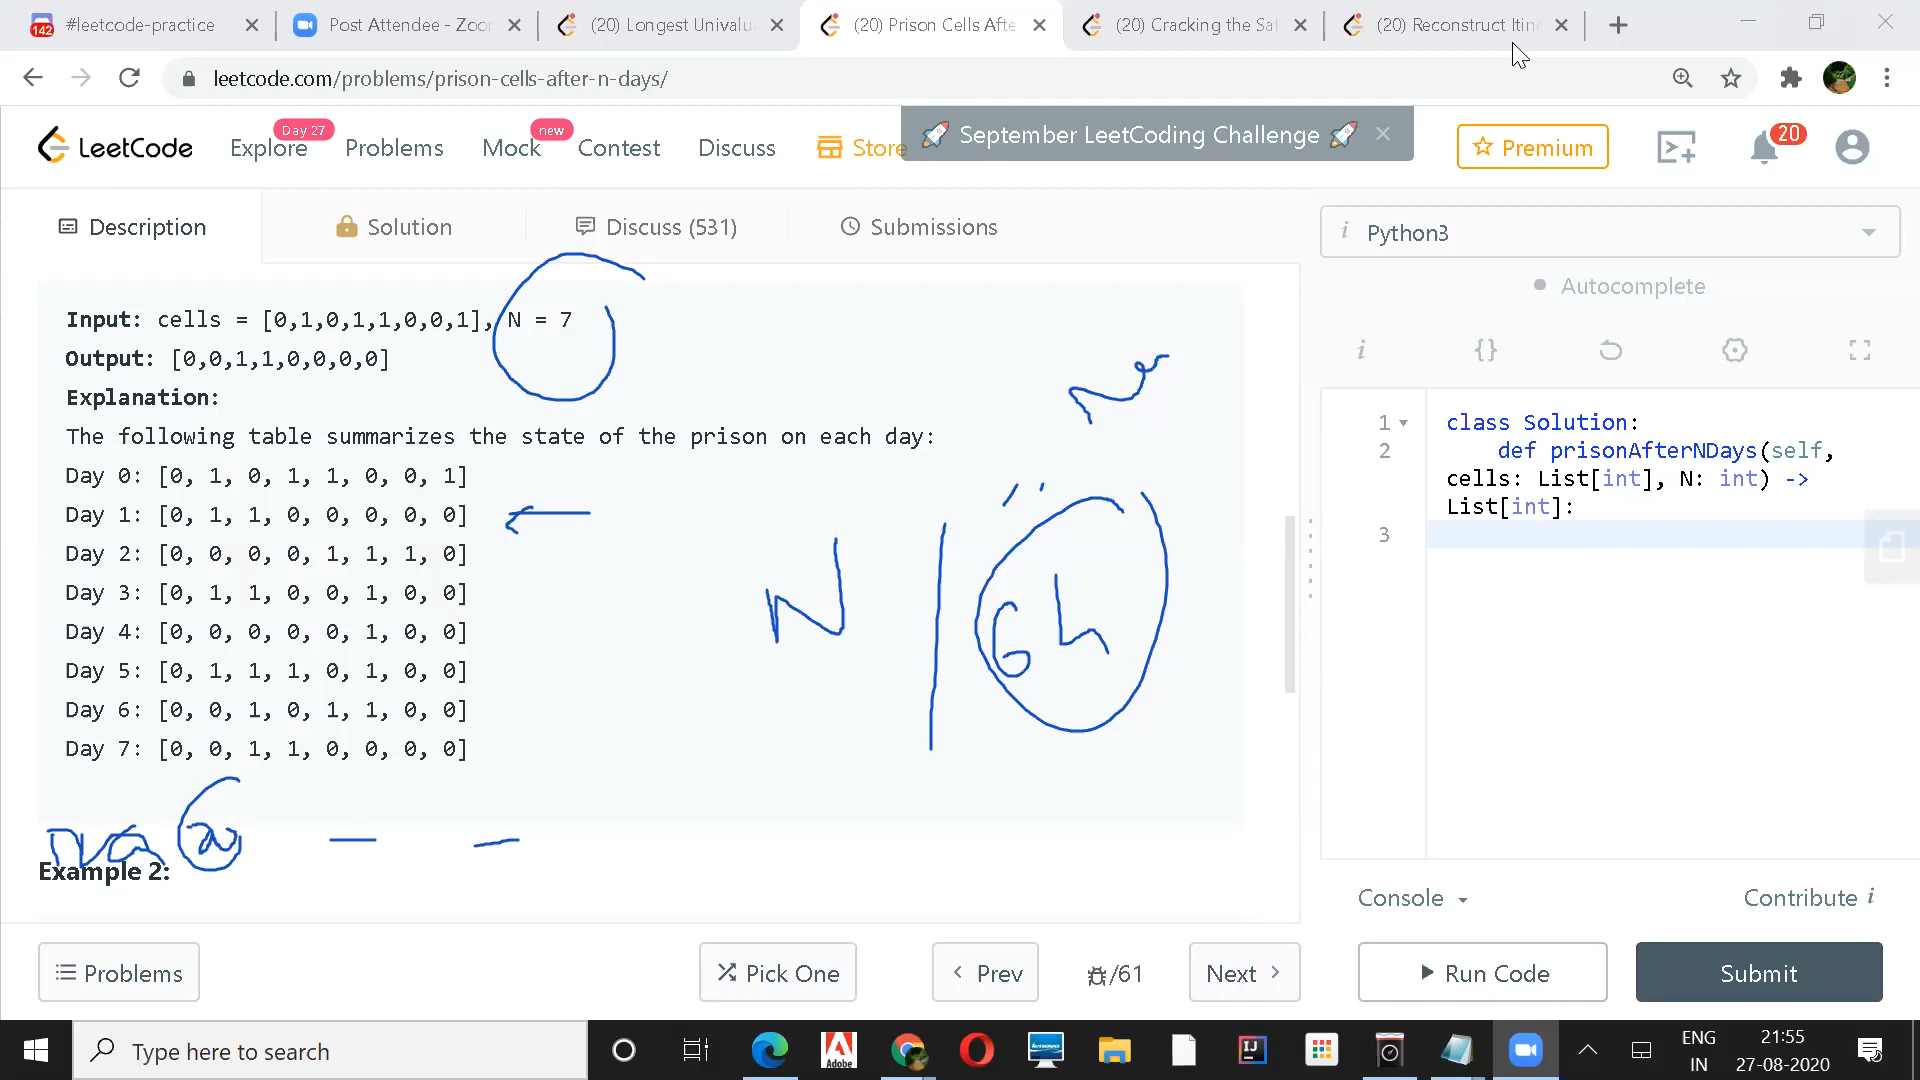 142 #leetcode-practice
Post Attendee - Zoor
(20) Longest Univalu
(20) Prison Cells Afte
(20) Cracking the Saf
(20) Reconstruct Itine
leetcode.com/problems/prison-cells-after-n-days/
LeetCode
Explore Day 27
Problems
Mock new
Contest
Discuss
Store
🚀 September LeetCoding Challenge 🚀
Premium
20
Description
Solution
Discuss (531)
Submissions
Python3
Autocomplete
Input: cells = [0,1,0,1,1,0,0,1], N = 7
Output: [0,0,1,1,0,0,0,0]
Explanation:
The following table summarizes the state of the prison on each day:
Day 0: [0, 1, 0, 1, 1, 0, 0, 1]
Day 1: [0, 1, 1, 0, 0, 0, 0, 0]
Day 2: [0, 0, 0, 0, 1, 1, 1, 0]
Day 3: [0, 1, 1, 0, 0, 1, 0, 0]
Day 4: [0, 0, 0, 0, 0, 1, 0, 0]
Day 5: [0, 1, 1, 1, 0, 1, 0, 0]
Day 6: [0, 0, 1, 0, 1, 1, 0, 0]
Day 7: [0, 0, 1, 1, 0, 0, 0, 0]
N
Example 2:
1 class Solution:
2 def prisonAfterNDays(self,
cells: List[int], N: int) ->
List[int]:
3
Console
Contribute
Problems
Pick One
Prev
/61
Next
Run Code
Submit
Type here to search
Adobe
lenovo
IJ
ENG
IN
21:55
27-08-2020